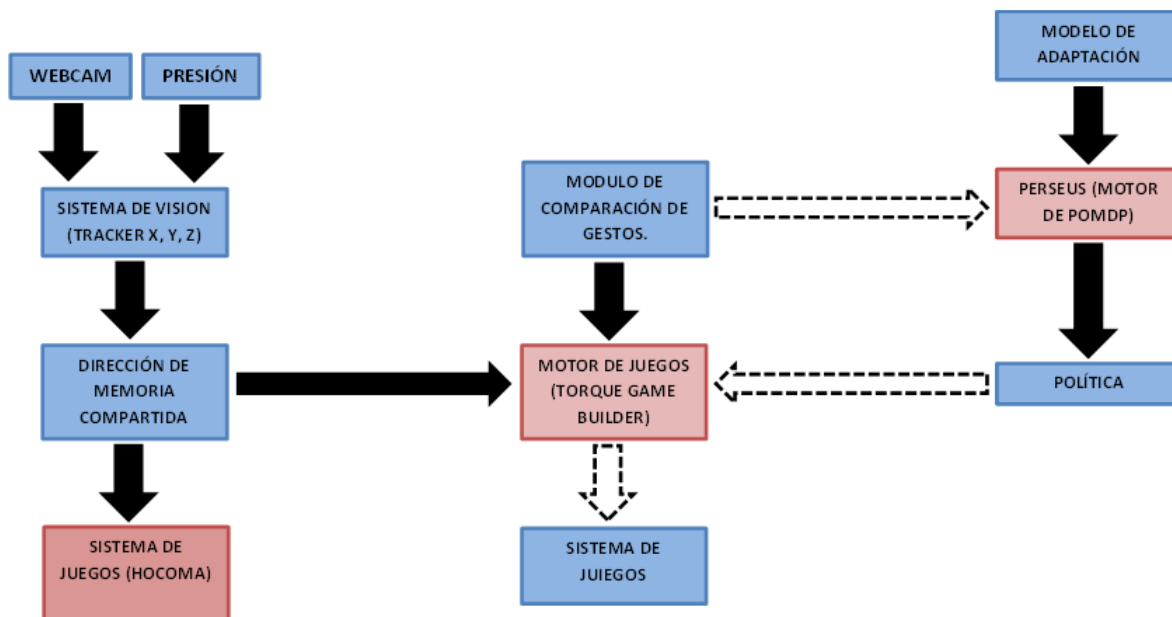 WEBCAM
PRESIÓN
MODELO DE
ADAPTACIÓN
SISTEMA DE VISION
(TRACKER X, Y, Z)
MODULO DE
COMPARACIÓN DE
GESTOS.
PERSEUS (MOTOR
DE POMDP)
DIRECCIÓN DE
MEMORIA
COMPARTIDA
MOTOR DE JUEGOS
(TORQUE GAME
BUILDER)
POLÍTICA
SISTEMA DE
JUEGOS (HOCOMA)
SISTEMA DE
JUIEGOS